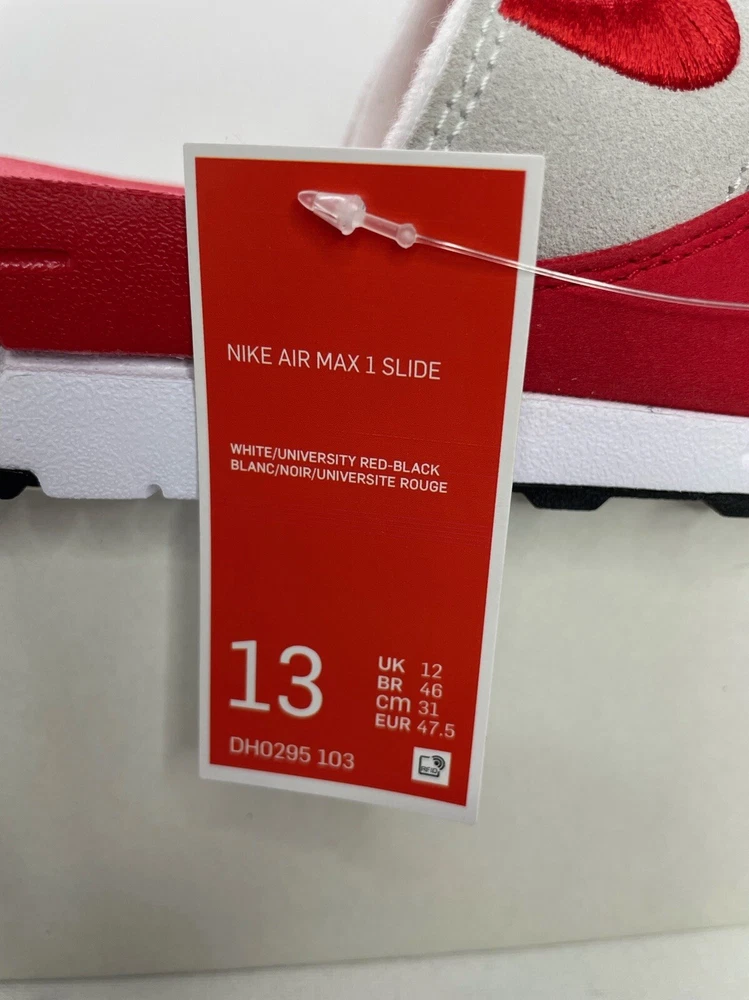 NIKE AIR MAX 1 SLIDE
WHITE/UNIVERSITY RED-BLACK
BLANC/NOIR/UNIVERSITE ROUGE
13
UK 12
BR 46
cm 31
EUR 47.5
DH0295 103
RFID